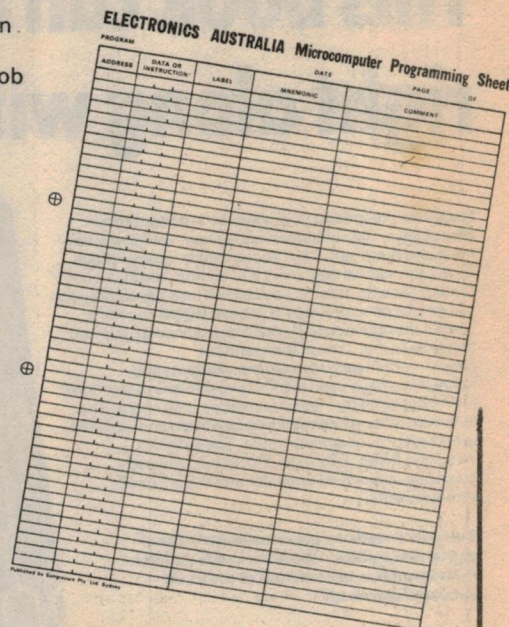 n.
ob
ELECTRONICS AUSTRALIA Microcomputer Programming Sheet
PROGRAM DATE PAGE OF
ADDRESS DATA OR INSTRUCTION LABEL MNEMONIC COMMENT
Published by Sungravure Pty. Ltd. Sydney